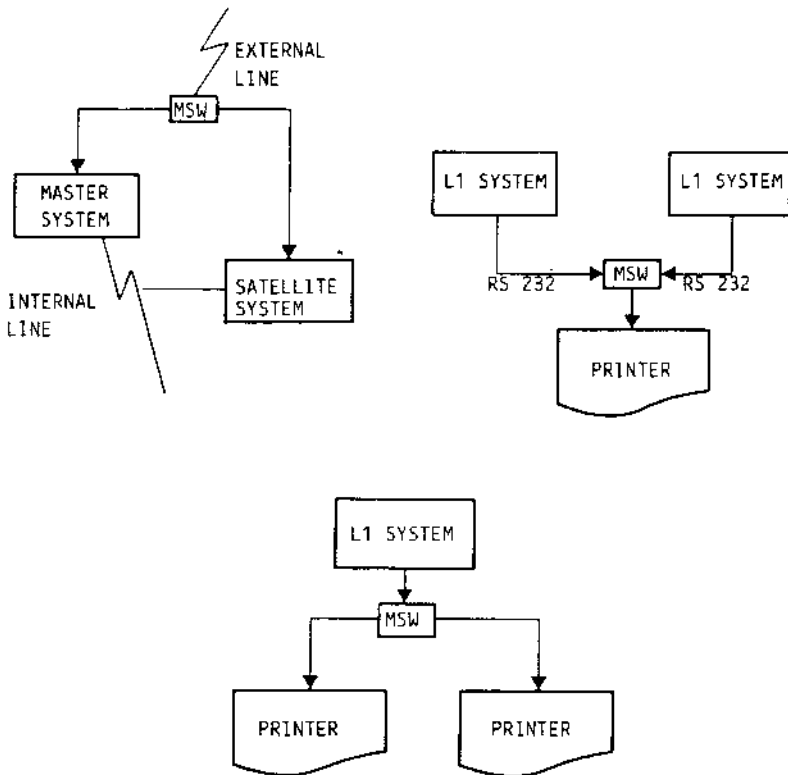 EXTERNAL
LINE
MSW
MASTER
SYSTEM
SATELLITE
SYSTEM
INTERNAL
LINE
L1 SYSTEM
L1 SYSTEM
RS 232
MSW
RS 232
PRINTER
L1 SYSTEM
MSW
PRINTER
PRINTER